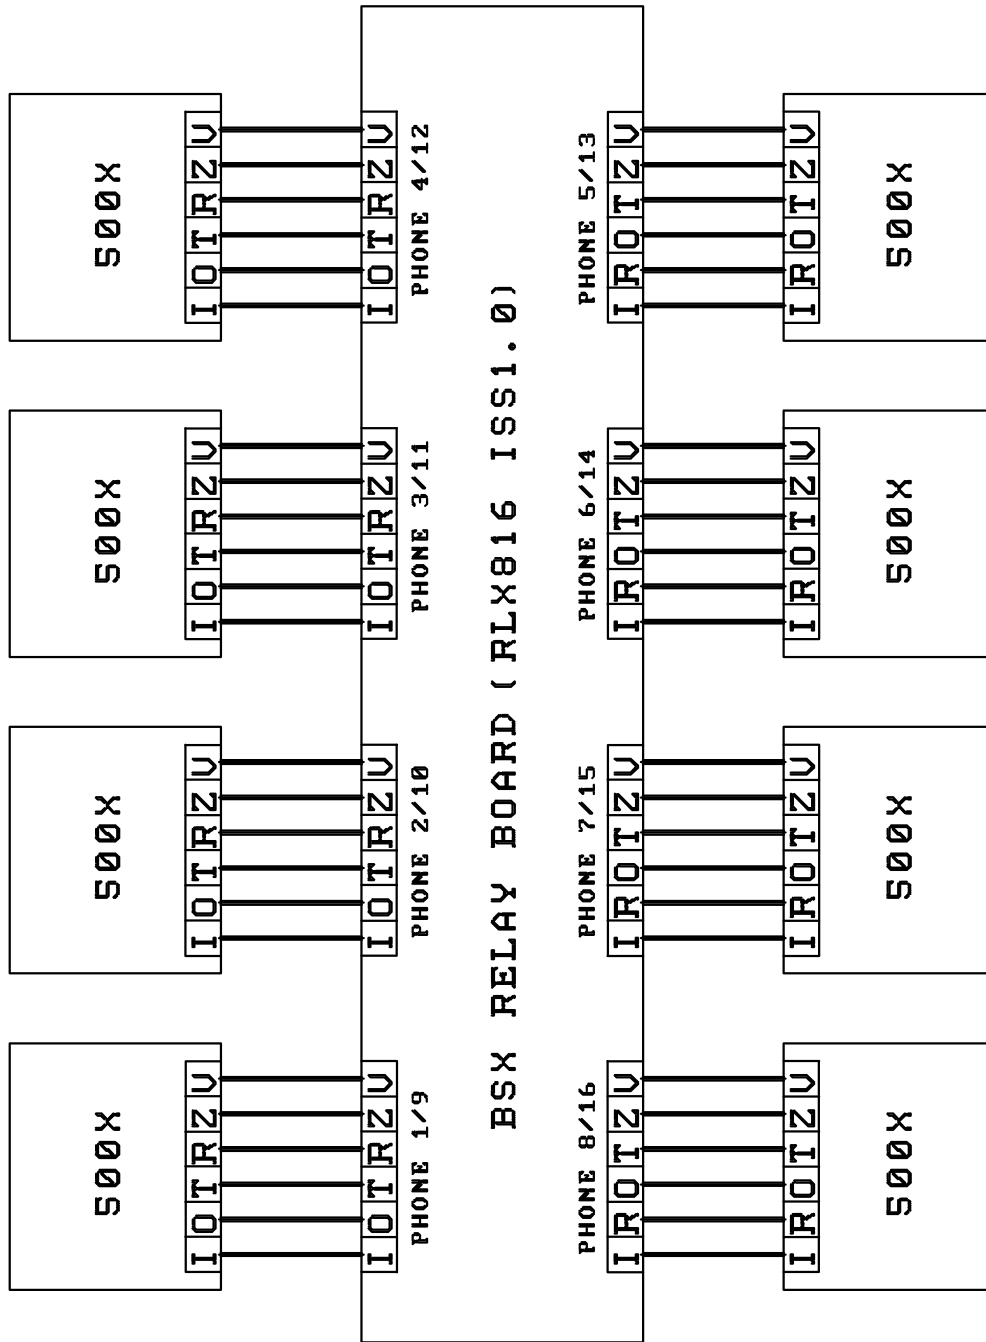 500X 500X 500X 500X
I O T R Z V I O T R Z V I O T R Z V I O T R Z V
I O T R Z V I O T R Z V I O T R Z V I O T R Z V
PHONE 1/9 PHONE 2/10 PHONE 3/11 PHONE 4/12
BSX RELAY BOARD (RLX816 ISS1.0)
PHONE 8/16 PHONE 7/15 PHONE 6/14 PHONE 5/13
I R O T Z V I R O T Z V I R O T Z V I R O T Z V
I R O T Z V I R O T Z V I R O T Z V I R O T Z V
500X 500X 500X 500X